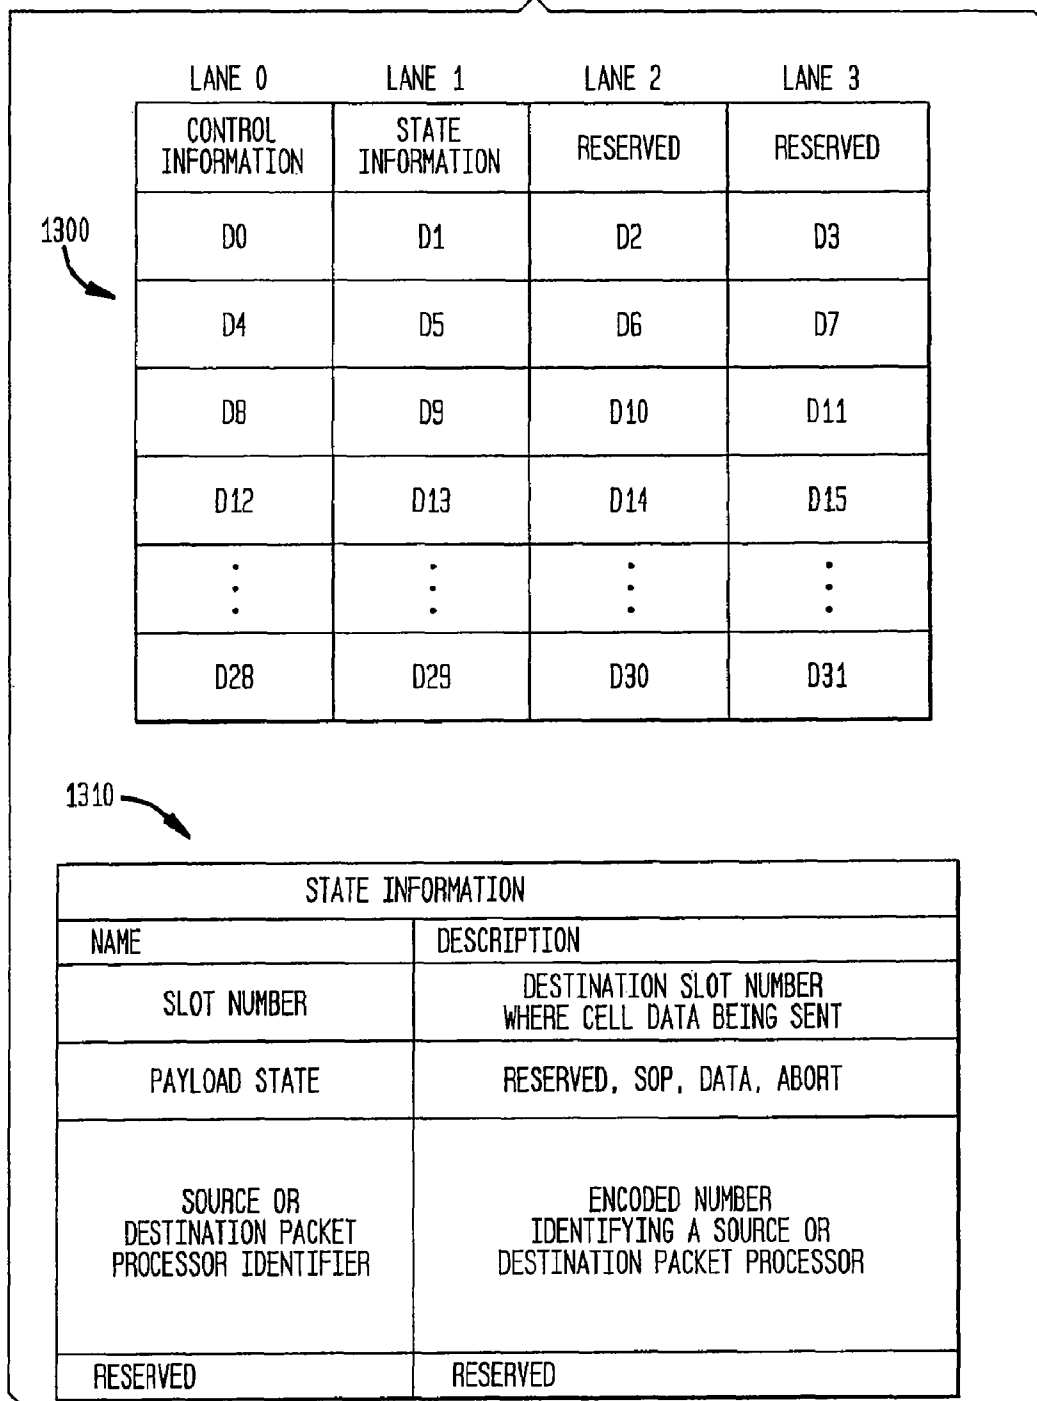 LANE 0 LANE 1 LANE 2 LANE 3
CONTROL INFORMATION STATE INFORMATION RESERVED RESERVED
1300
D0 D1 D2 D3
D4 D5 D6 D7
D8 D9 D10 D11
D12 D13 D14 D15
D28 D29 D30 D31
1310
STATE INFORMATION
NAME DESCRIPTION
SLOT NUMBER
DESTINATION SLOT NUMBER
WHERE CELL DATA BEING SENT
PAYLOAD STATE
RESERVED, SOP, DATA, ABORT
SOURCE OR
DESTINATION PACKET
PROCESSOR IDENTIFIER
ENCODED NUMBER
IDENTIFYING A SOURCE OR
DESTINATION PACKET PROCESSOR
RESERVED RESERVED